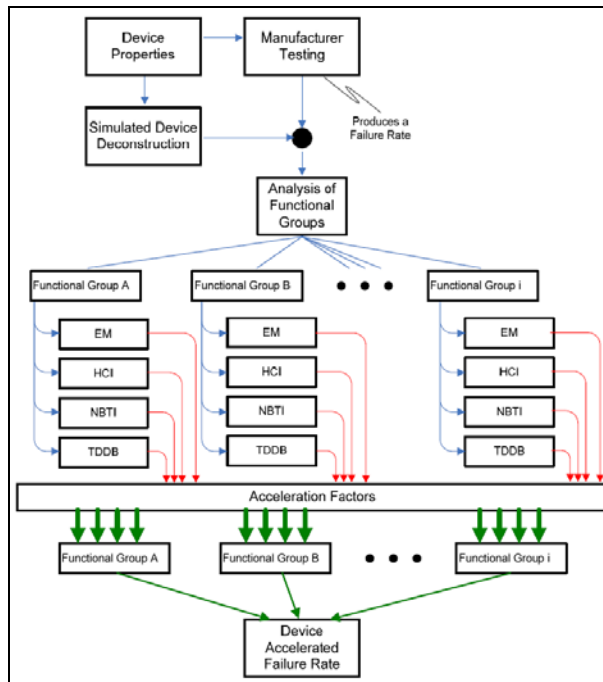 Device
Properties
Manufacturer
Testing
Simulated Device
Deconstruction
Produces a
Failure Rate
Analysis of
Functional
Groups
Functional Group A
Functional Group B
Functional Group i
EM
EM
EM
HCI
HCI
HCI
NBTI
NBTI
NBTI
TDDB
TDDB
TDDB
Acceleration Factors
Functional Group A
Functional Group B
Functional Group i
Device
Accelerated
Failure Rate